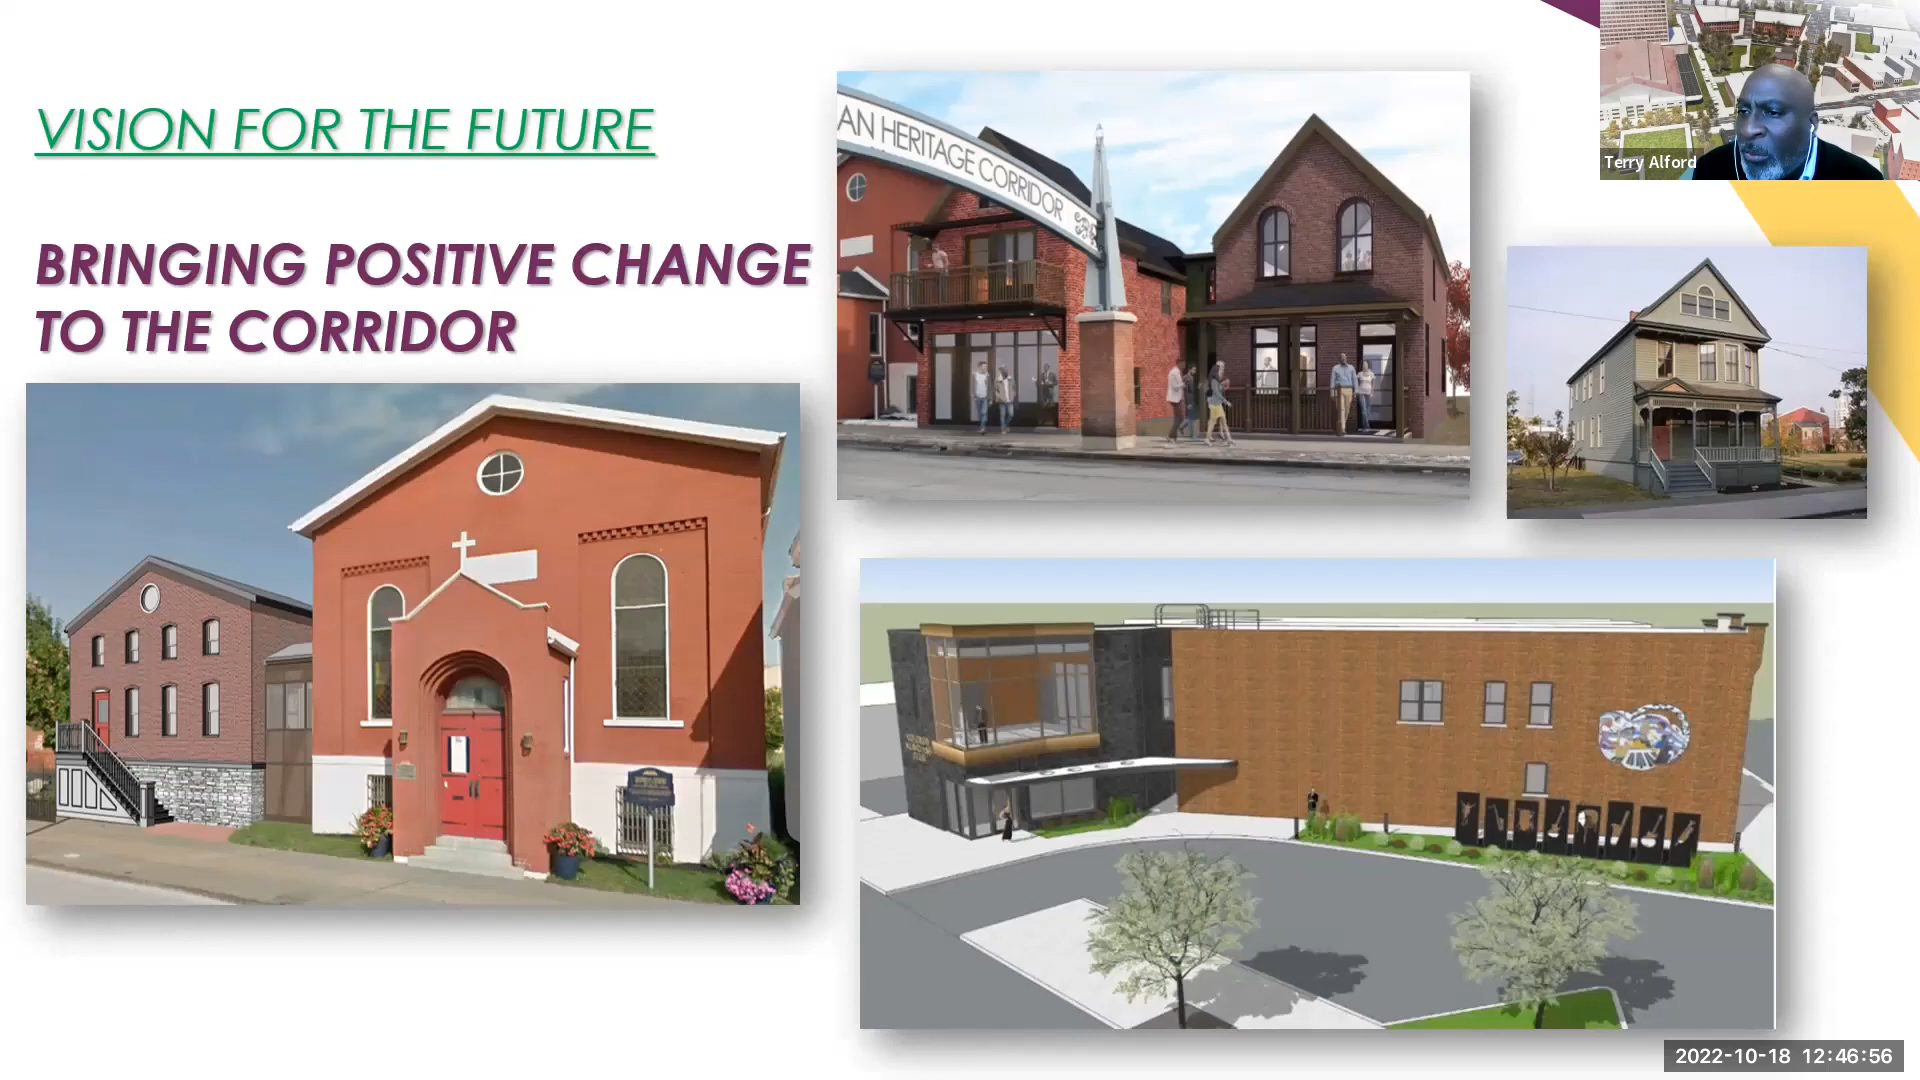 VISION FOR THE FUTURE
BRINGING POSITIVE CHANGE
TO THE CORRIDOR
AN HERITAGE CORRIDOR
Terry Alford
2022-10-18 12:46:56